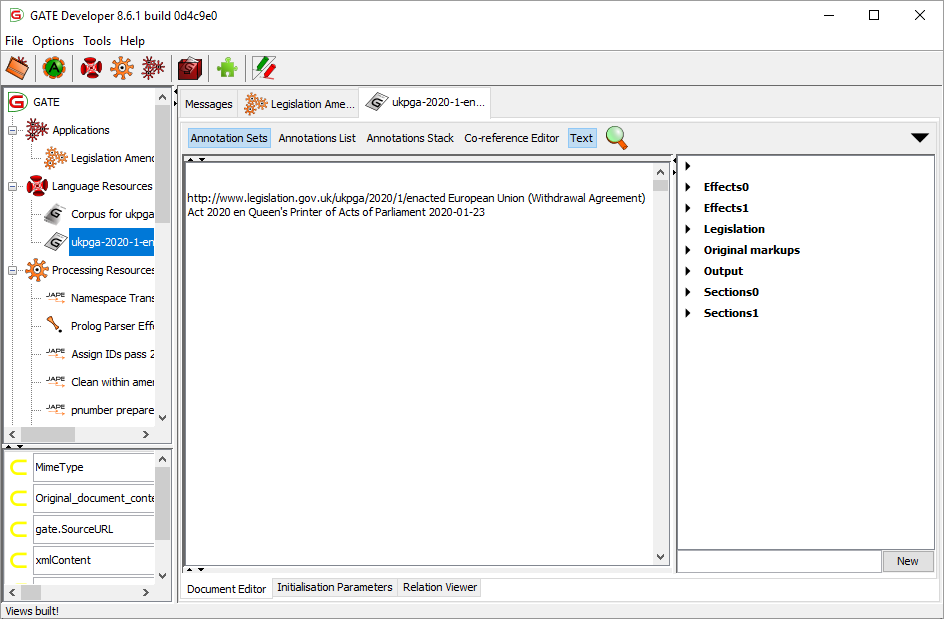 GATE Developer 8.6.1 build 0d4c9e0
File Options Tools Help
GATE
Applications
Legislation Amend
Language Resources
Corpus for ukpga
ukpga-2020-1-en
Processing Resources
JAPE Namespace Trans
Prolog Parser Eff
JAPE Assign IDs pass 2
JAPE Clean within amen
JAPE pnumber prepare
MimeType
Original_document_conte
gate.SourceURL
xmlContent
Messages Legislation Ame... ukpga-2020-1-en...
Annotation Sets Annotations List Annotations Stack Co-reference Editor Text
http://www.legislation.gov.uk/ukpga/2020/1/enacted European Union (Withdrawal Agreement)
Act 2020 en Queen's Printer of Acts of Parliament 2020-01-23
Effects0
Effects1
Legislation
Original markups
Output
Sections0
Sections1
New
Document Editor Initialisation Parameters Relation Viewer
Views built!